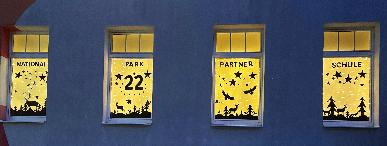 NATIONAL
PARK
22
PARTNER
SCHULE